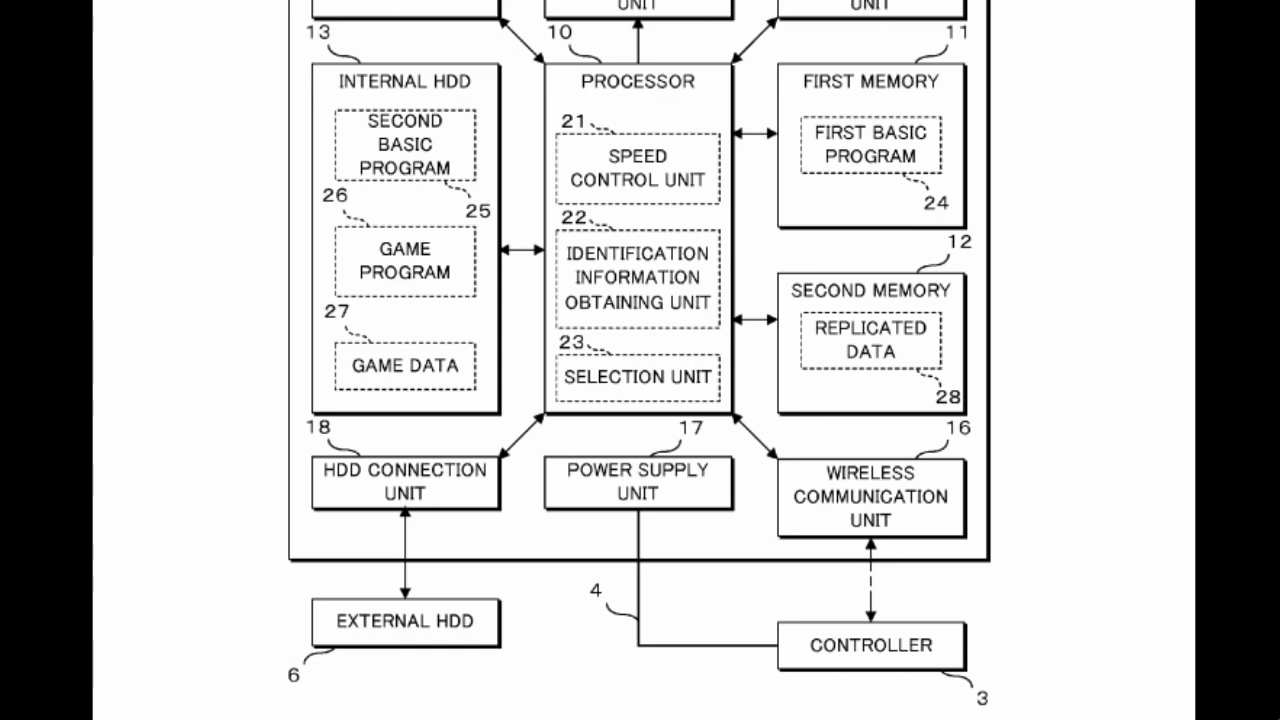 UNIT
UNIT
13
10
11
INTERNAL HDD
PROCESSOR
FIRST MEMORY
SECOND
BASIC
PROGRAM
25
26
GAME
PROGRAM
27
GAME DATA
21
SPEED
CONTROL UNIT
22
IDENTIFICATION
INFORMATION
OBTAINING UNIT
23
SELECTION UNIT
FIRST BASIC
PROGRAM
24
12
SECOND MEMORY
REPLICATED
DATA
28
18
17
16
HDD CONNECTION
UNIT
POWER SUPPLY
UNIT
WIRELESS
COMMUNICATION
UNIT
4
EXTERNAL HDD
6
CONTROLLER
3